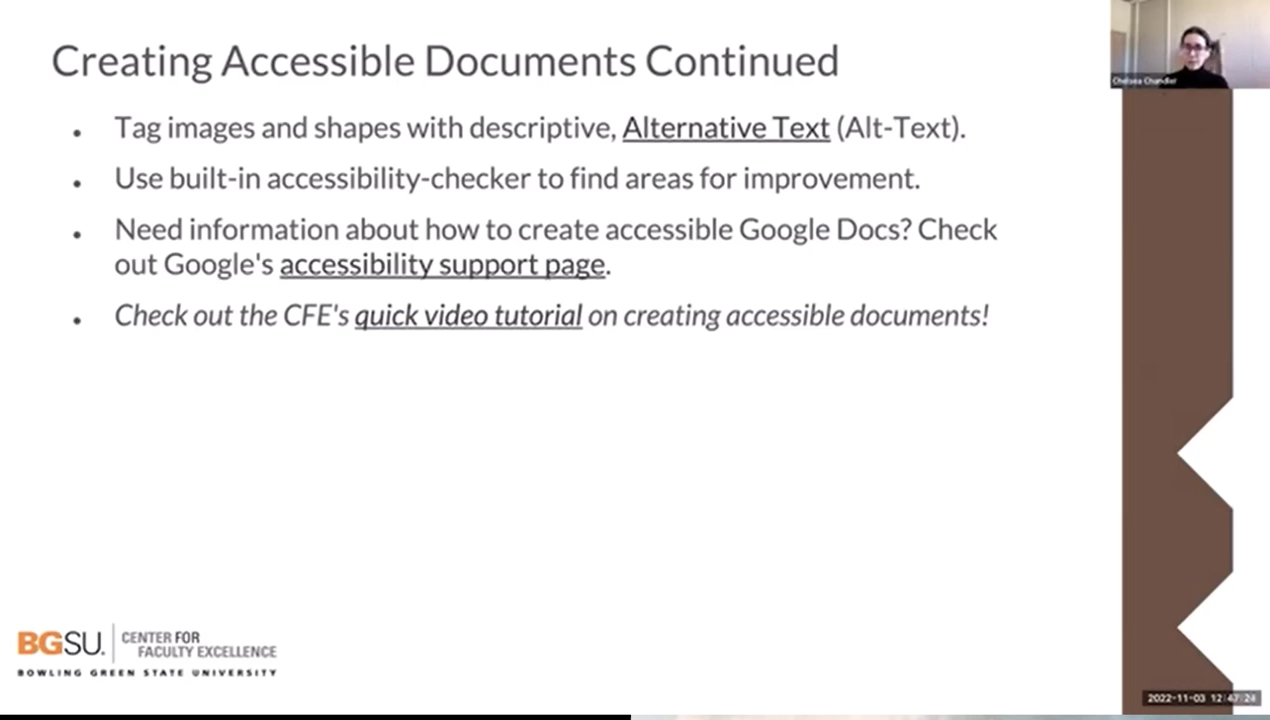 Creating Accessible Documents Continued
Chelsea Chandler
• Tag images and shapes with descriptive, Alternative Text (Alt-Text).
• Use built-in accessibility-checker to find areas for improvement.
• Need information about how to create accessible Google Docs? Check
out Google's accessibility support page.
• Check out the CFE's quick video tutorial on creating accessible documents!
BGSU. CENTER FOR
FACULTY EXCELLENCE
BOWLING GREEN STATE UNIVERSITY
2022-11-03 12:47:24